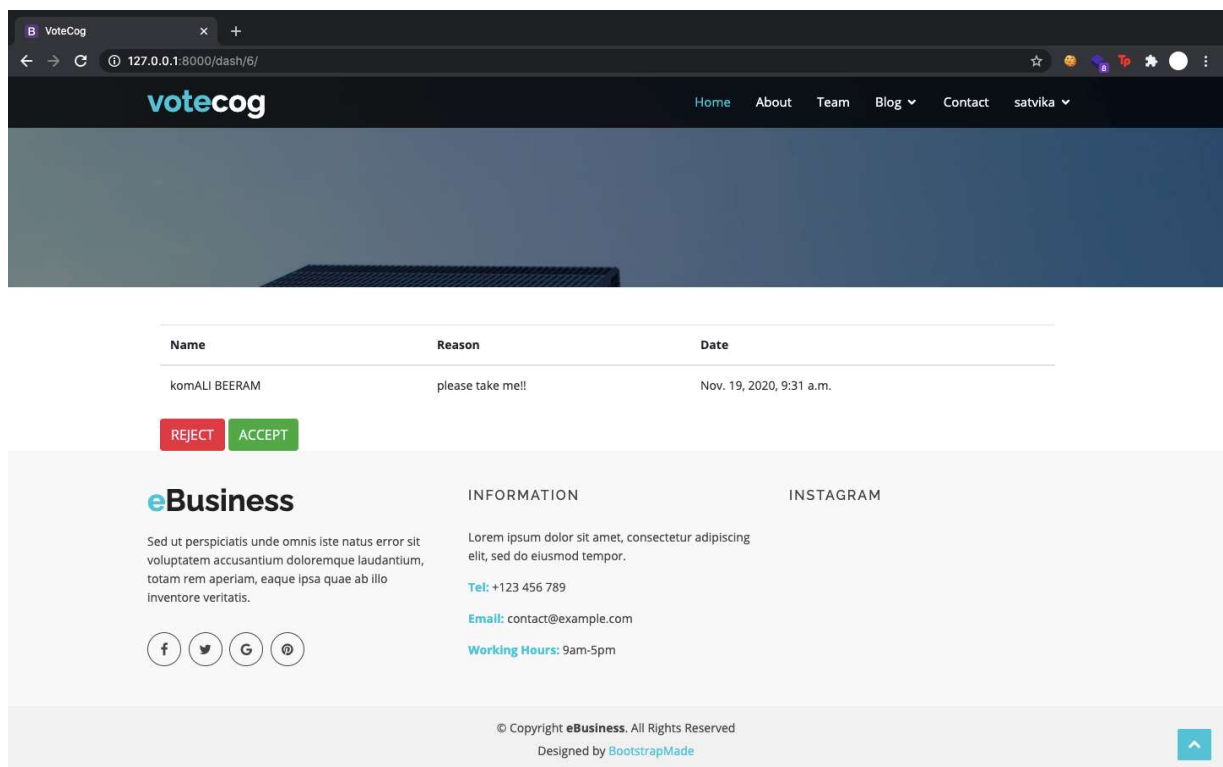 VoteCog
127.0.0.1:8000/dash/6/
votecog
Home About Team Blog Contact satvika
Name Reason Date
komALI BEERAM please take me!! Nov. 19, 2020, 9:31 a.m.
REJECT ACCEPT
eBusiness
Sed ut perspiciatis unde omnis iste natus error sit
voluptatem accusantium doloremque laudantium,
totam rem aperiam, eaque ipsa quae ab illo
inventore veritatis.
INFORMATION
Lorem ipsum dolor sit amet, consectetur adipiscing
elit, sed do eiusmod tempor.
Tel: +123 456 789
Email: contact@example.com
Working Hours: 9am-5pm
INSTAGRAM
© Copyright eBusiness. All Rights Reserved
Designed by BootstrapMade